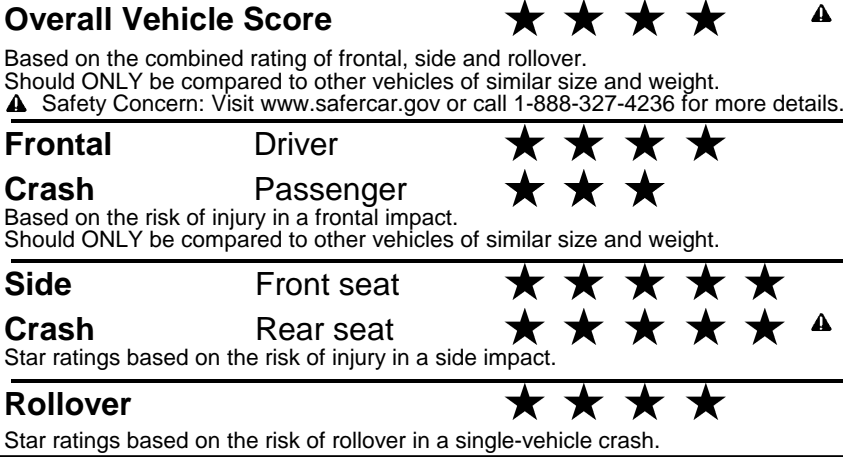 Overall Vehicle Score ★ ★ ★ ★ ⚠
Based on the combined rating of frontal, side and rollover.
Should ONLY be compared to other vehicles of similar size and weight.
⚠ Safety Concern: Visit www.safercar.gov or call 1-888-327-4236 for more details.
Frontal Driver ★ ★ ★ ★
Crash Passenger ★ ★ ★
Based on the risk of injury in a frontal impact.
Should ONLY be compared to other vehicles of similar size and weight.
Side Front seat ★ ★ ★ ★ ★
Crash Rear seat ★ ★ ★ ★ ★ ⚠
Star ratings based on the risk of injury in a side impact.
Rollover ★ ★ ★ ★
Star ratings based on the risk of rollover in a single-vehicle crash.